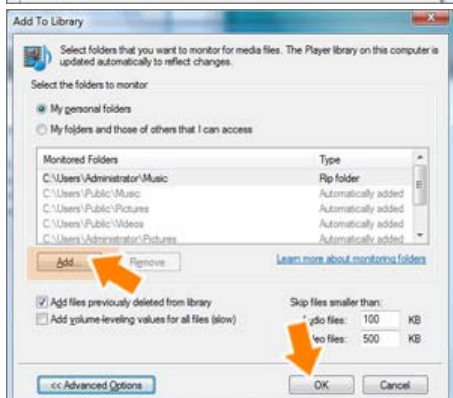 Add To Library
Select folders that you want to monitor for media files. The Player library on this computer is
updated automatically to reflect changes.
Select the folders to monitor
My personal folders
My folders and those of others that I can access
Monitored Folders Type
C:\Users\Administrator\Music Rip folder
C:\Users\Public\Music Automatically added
C:\Users\Public\Pictures Automatically added
C:\Users\Public\Videos Automatically added
C:\Users\Administrator\Pictures Automatically added
Add... Remove Learn more about monitoring folders
Add files previously deleted from library Skip files smaller than:
Add volume-leveling values for all files (slow) files: 100 KB
files: 500 KB
<< Advanced Options OK Cancel